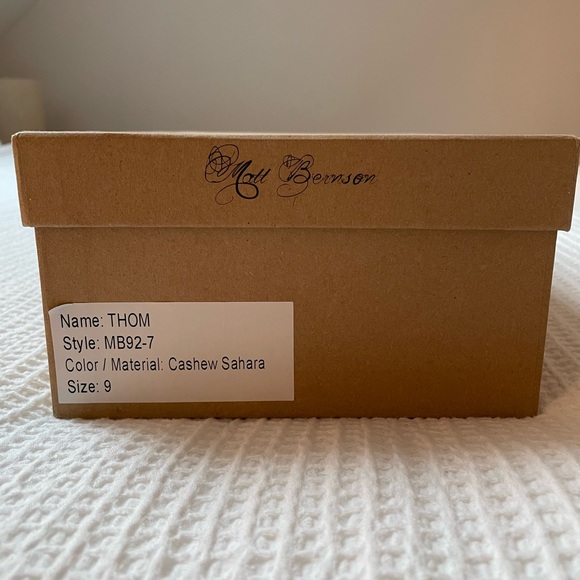 Matt Bernson
Name: THOM
Style: MB92-7
Color / Material: Cashew Sahara
Size: 9